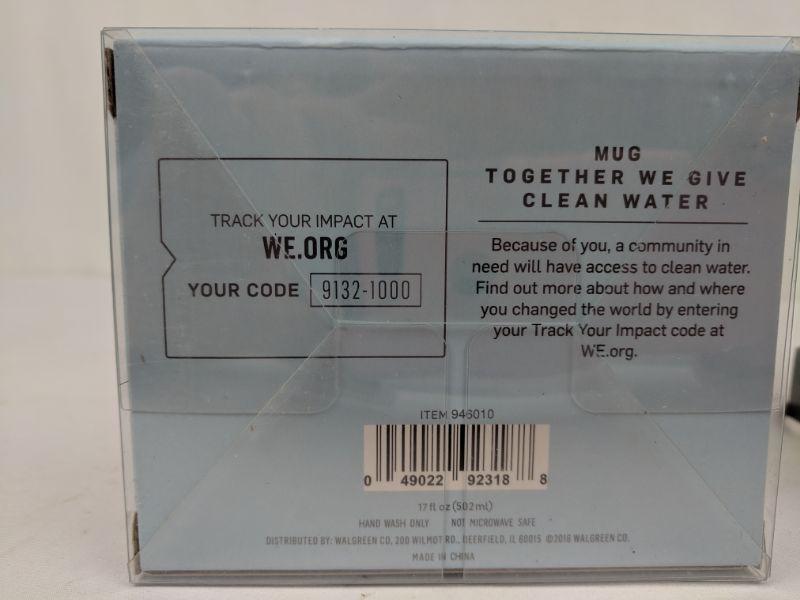 TRACK YOUR IMPACT AT
WE.ORG
YOUR CODE 9132-1000
MUG
TOGETHER WE GIVE
CLEAN WATER
Because of you, a community in
need will have access to clean water.
Find out more about how and where
you changed the world by entering
your Track Your Impact code at
WE.org.
ITEM 946010
0 49022 92318 8
17 fl oz (502 ml)
HAND WASH ONLY NOT MICROWAVE SAFE
DISTRIBUTED BY: WALGREEN CO., 200 WILMOT RD., DEERFIELD, IL 60015 ©2016 WALGREEN CO.
MADE IN CHINA